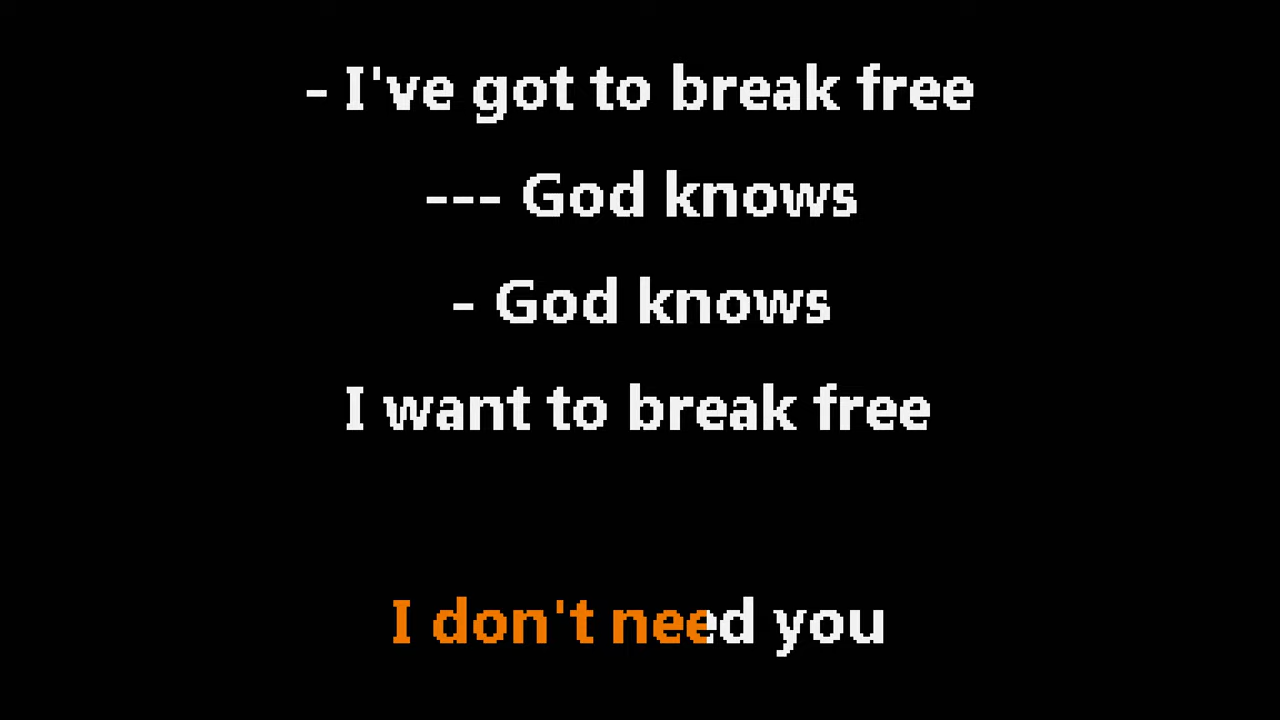 - I've got to break free
--- God knows
- God knows
I want to break free
I don't need you